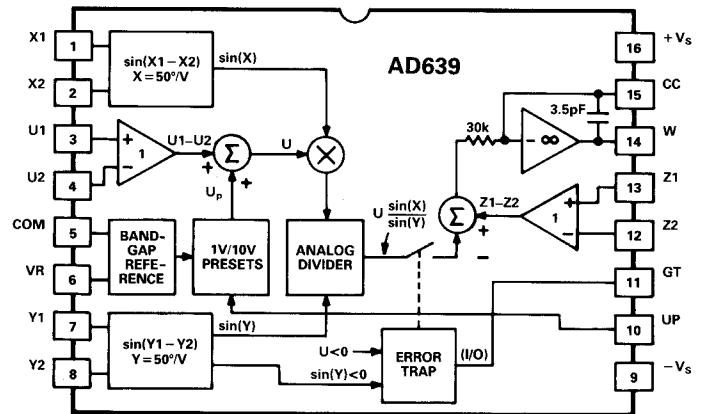 AD639
X1
1
X2
2
U1
3
U2
4
COM
5
VR
6
Y1
7
Y2
8
+VS
16
CC
15
W
14
Z1
13
Z2
12
GT
11
UP
10
−VS
9
sin(X1−X2)
X=50°/V
sin(X)
+
−
1
U1−U2
+
Σ
+
Up
U
×
BAND-
GAP
REFE-
RENCE
1V/10V
PRESETS
ANALOG
DIVIDER
sin(Y1−Y2)
Y=50°/V
sin(Y)
U<0
sin(Y)<0
ERROR
TRAP
(I/O)
U sin(X)
sin(Y)
30k
3.5pF
−∞
Σ
+
−
Z1−Z2
1
+
−